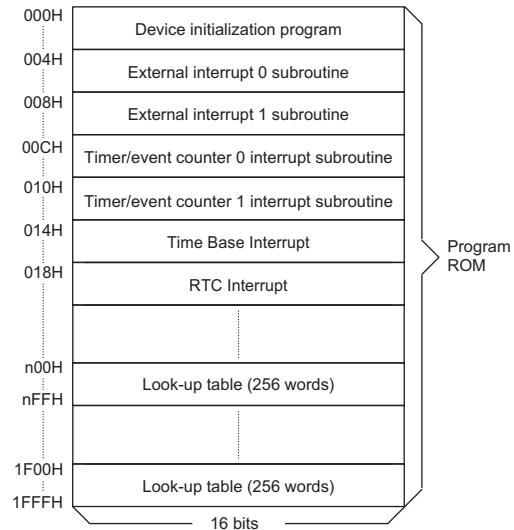 000H
Device initialization program
004H
External interrupt 0 subroutine
008H
External interrupt 1 subroutine
00CH
Timer/event counter 0 interrupt subroutine
010H
Timer/event counter 1 interrupt subroutine
014H
Time Base Interrupt
018H
RTC Interrupt
Program
ROM
n00H
Look-up table (256 words)
nFFH
1F00H
Look-up table (256 words)
1FFFH
16 bits